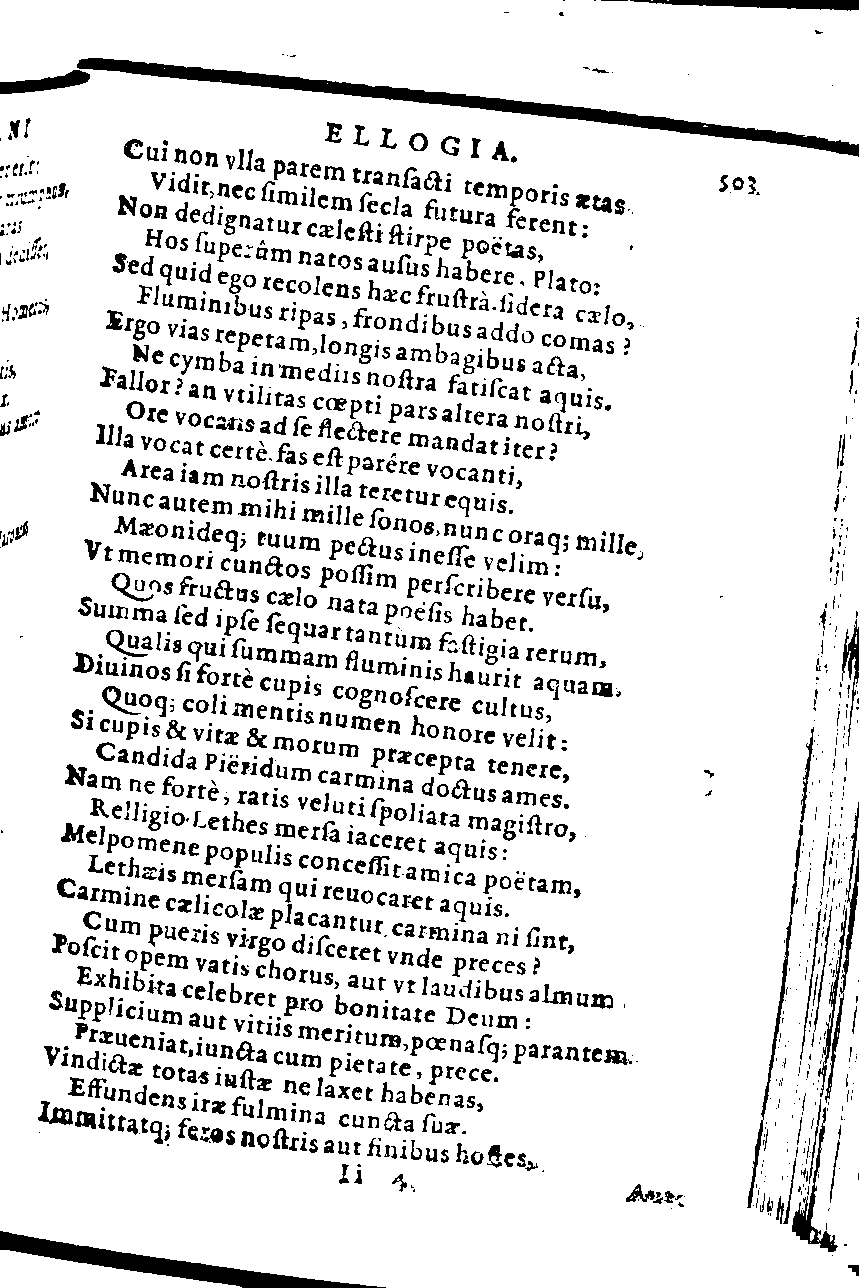 ELLOGIA.
503.
Cui non vlla parem tranſacti temporis ætas
Vidit, nec ſimilem ſecla futura ferent:
Non dedignatur cæleſti ſtirpe poëtas,
Hos ſuperûm natos auſus habere. Plato:
Sed quid ego recolens hæc fruſtrà. ſidera cælo,
Fluminibus ripas, frondibus addo comas?
Ergo vias repetam, longis ambagibus acta,
Ne cymba in mediis noſtra fatiſcat aquis.
Fallor? an vtilitas cœpti pars altera noſtri,
Ore vocans ad ſe flectere mandat iter?
Illa vocat certè. fas eſt parére vocanti,
Area iam noſtris illa teretur equis.
Nunc autem mihi mille ſonos, nunc oraq; mille,
Mæonideq; tuum pectus ineſſe velim:
Vt memori cunctos poſſim perſcribere verſu,
Quos fructus cælo nata poëſis habet.
Summa ſed ipſe ſequar tantùm faſtigia rerum,
Qualis qui ſummam fluminis haurit aquam,
Diuinos ſi fortè cupis cognoſcere cultus,
Quoq; coli mentis numen honore velit:
Si cupis & vitæ & morum præcepta tenere,
Candida Piëridum carmina doctus ames.
Nam ne fortè, ratis veluti ſpoliata magiſtro,
Relligio Lethes merſa iaceret aquis:
Melpomene populis conceſſit amica poëtam,
Lethæis merſam qui reuocaret aquis.
Carmine cælicolæ placantur, carmina ni ſint,
Cum pueris virgo diſceret vnde preces?
Poſcit opem vatis chorus, aut vt laudibus almum
Exhibita celebret pro bonitate Deum:
Supplicium aut vitiis meritum, pœnaſq; parantem
Præueniat, iuncta cum pietate, prece.
Vindictæ totas iuſtæ ne laxet habenas,
Effundens iræ fulmina cuncta ſuæ.
Immittatq; feros noſtris aut finibus hoſtes,
Ii 4.